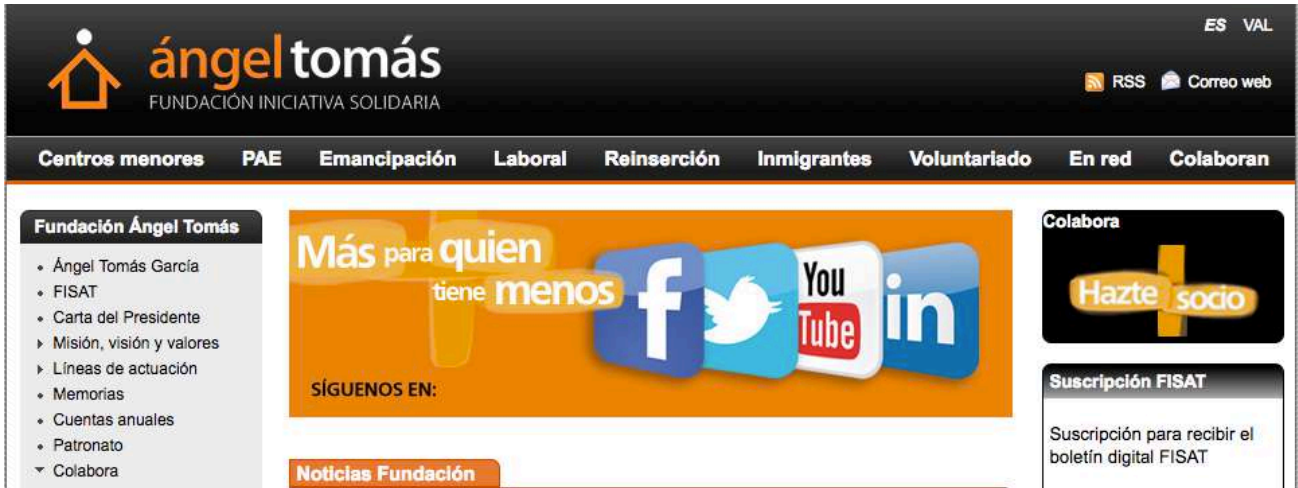 ES VAL
ángel tomás
FUNDACIÓN INICIATIVA SOLIDARIA
RSS Correo web
Centros menores PAE Emancipación Laboral Reinserción Inmigrantes Voluntariado En red Colaboran
Fundación Ángel Tomás
Ángel Tomás García
FISAT
Carta del Presidente
Misión, visión y valores
Líneas de actuación
Memorias
Cuentas anuales
Patronato
Colabora
Más para quien
tiene menos
f
You
Tube
in
SÍGUENOS EN:
Noticias Fundación
Colabora
Hazte socio
Suscripción FISAT
Suscripción para recibir el
boletín digital FISAT